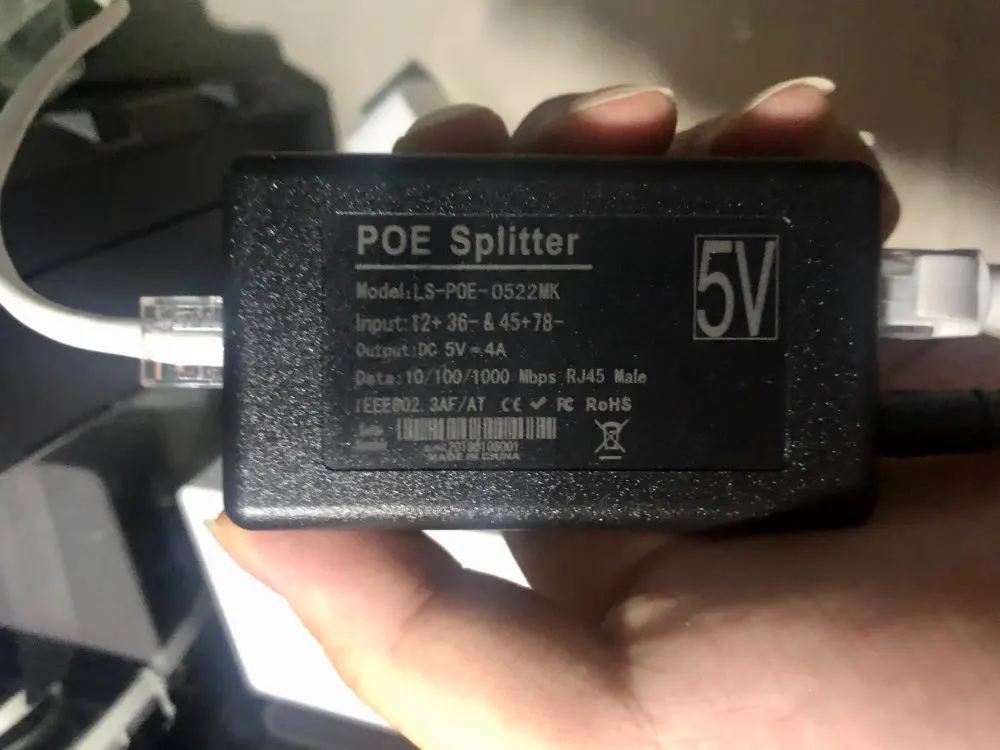 POE Splitter
5V
Model:LS-POE-0522MK
Input:12+ 36- & 45+78-
Output:DC 5V⎓4A
Data:10/100/1000 Mbps RJ45 Male
IEEE802.3AF/AT CE ✔ FC RoHS
MADE IN CHINA